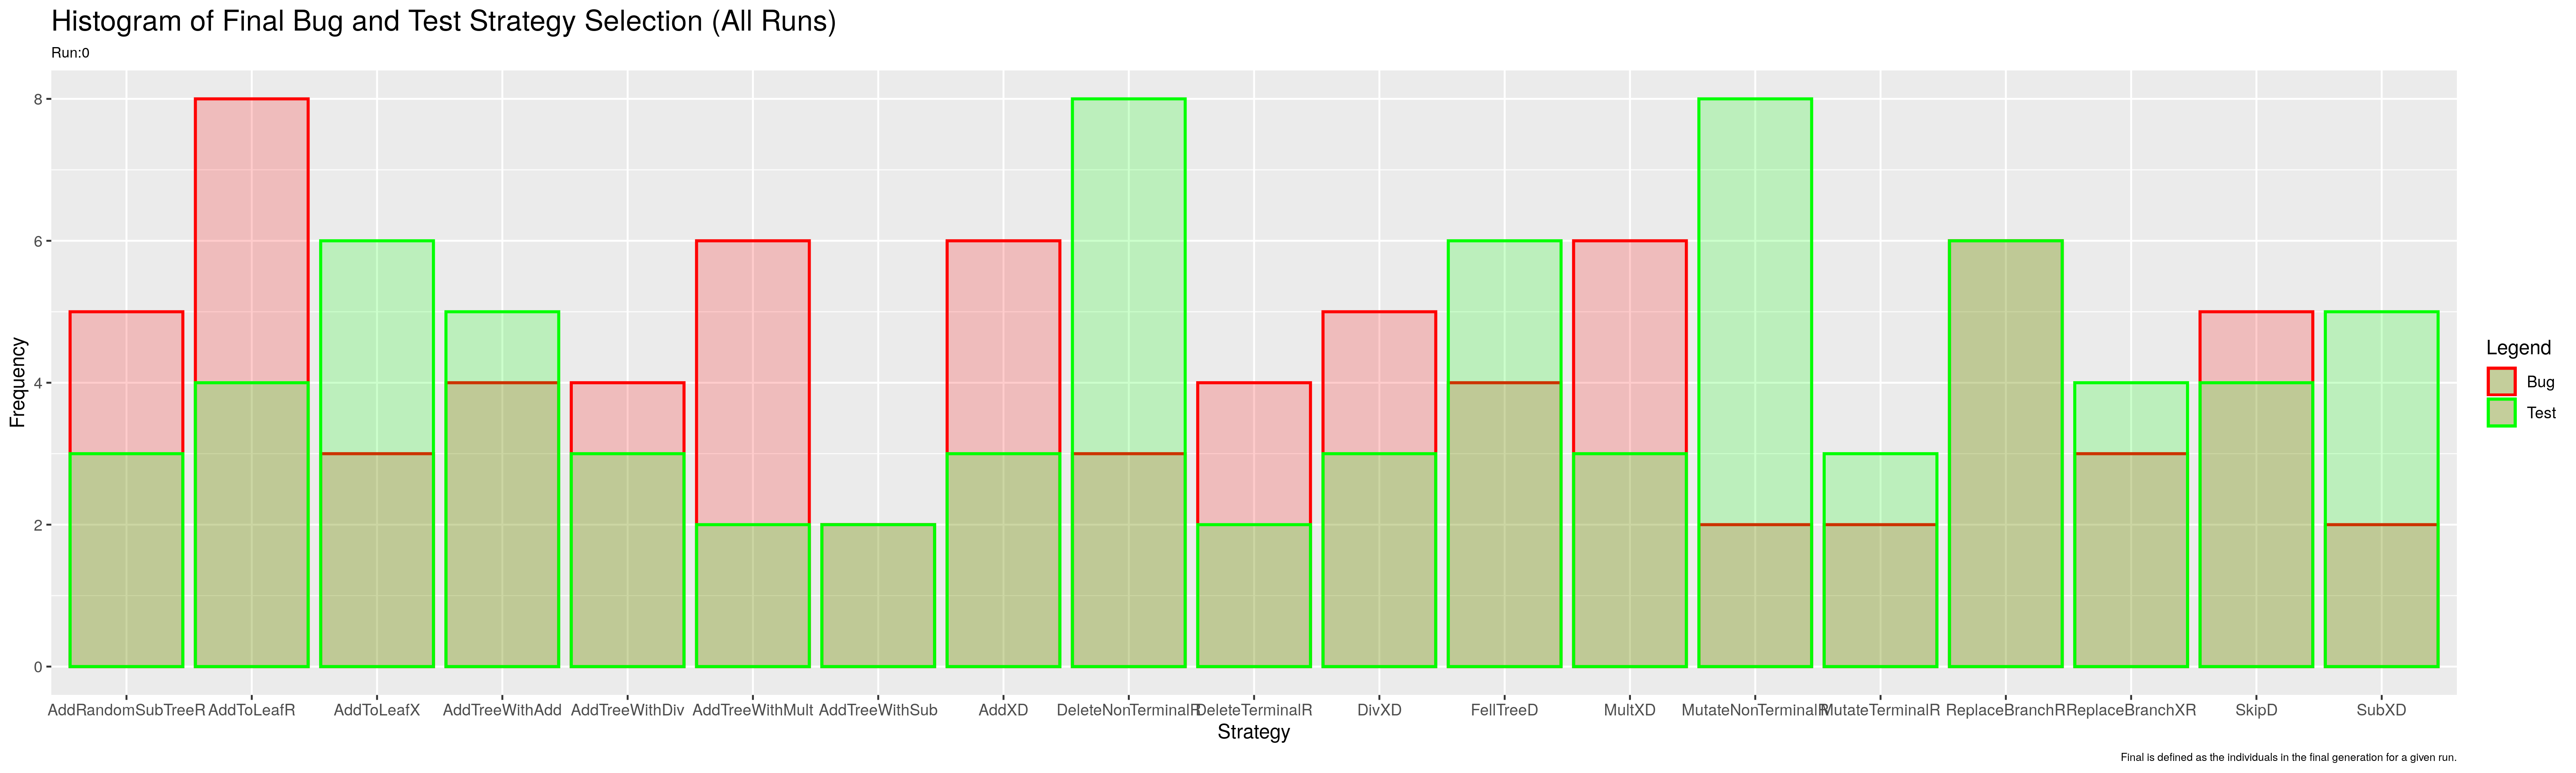 Histogram of Final Bug and Test Strategy Selection (All Runs)
Run:0
8
6
4
2
0
Frequency
AddRandomSubTreeR AddToLeafR AddToLeafX AddTreeWithAdd AddTreeWithDiv AddTreeWithMult AddTreeWithSub AddXD DeleteNonTerminalR DeleteTerminalR DivXD FellTreeD MultXD MutateNonTerminalR MutateTerminalR ReplaceBranchR ReplaceBranchXR SkipD SubXD
Strategy
Legend
Bug
Test
Final is defined as the individuals in the final generation for a given run.